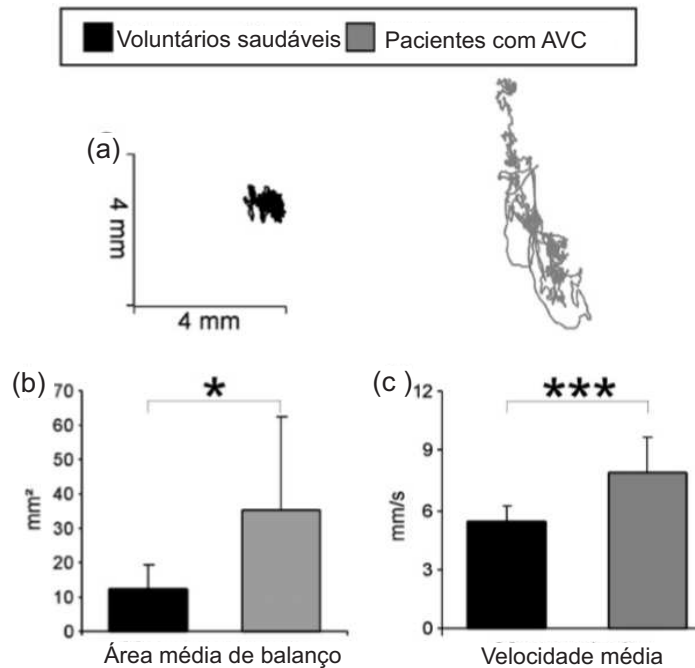 Voluntários saudáveis Pacientes com AVC
(a)
4 mm
4 mm
(b)
*
70
60
50
40
30
20
10
0
mm²
Área média de balanço
(c)
***
12
9
6
3
0
mm/s
Velocidade média